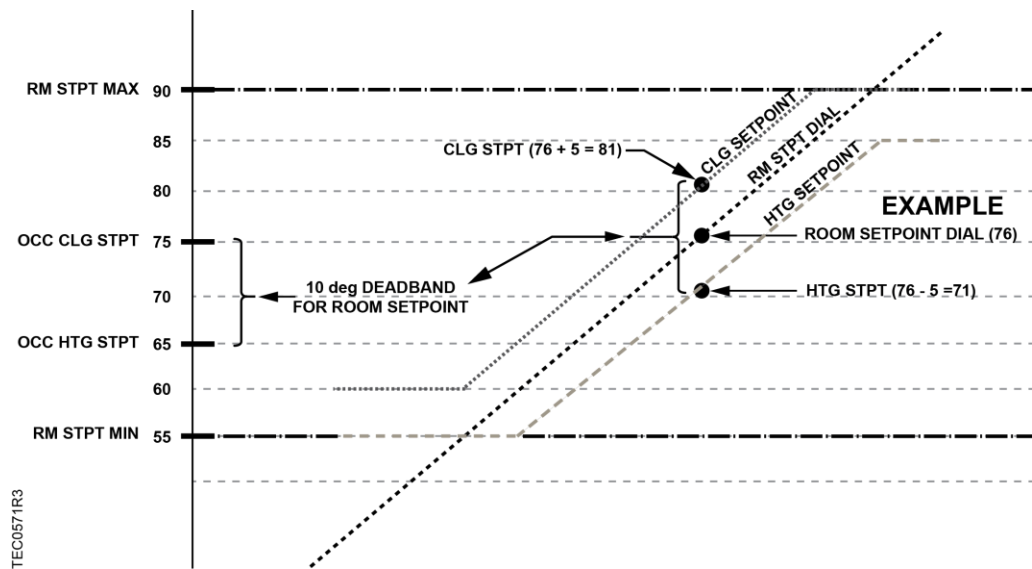 RM STPT MAX 90
85
CLG STPT (76 + 5 = 81)
CLG SETPOINT
RM STPT DIAL
HTG SETPOINT
80
EXAMPLE
OCC CLG STPT 75
ROOM SETPOINT DIAL (76)
10 deg DEADBAND
FOR ROOM SETPOINT
70
HTG STPT (76 - 5 =71)
OCC HTG STPT 65
60
RM STPT MIN 55
TEC0571R3